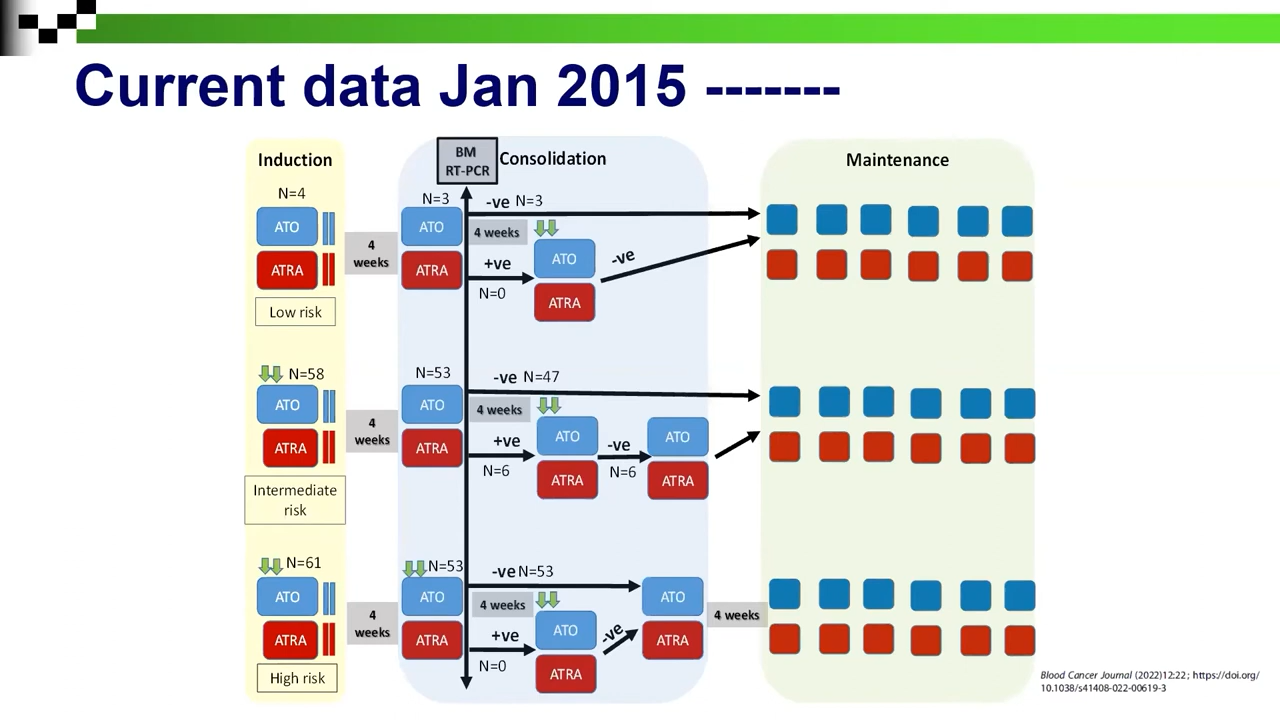 Current data Jan 2015 -------
Induction
BM
RT-PCR
Consolidation
Maintenance
N=4
ATO
ATRA
Low risk
4
weeks
N=3
ATO
ATRA
-ve N=3
4 weeks
+ve
N=0
ATO
ATRA
-ve
N=58
ATO
ATRA
Intermediate
risk
4
weeks
N=53
ATO
ATRA
-ve N=47
4 weeks
+ve
N=6
ATO
ATRA
-ve
N=6
ATO
ATRA
N=61
ATO
ATRA
High risk
4
weeks
N=53
ATO
ATRA
-ve N=53
4 weeks
+ve
N=0
ATO
ATRA
-ve
ATO
ATRA
4 weeks
Blood Cancer Journal (2022)12:22 ; https://doi.org/
10.1038/s41408-022-00619-3